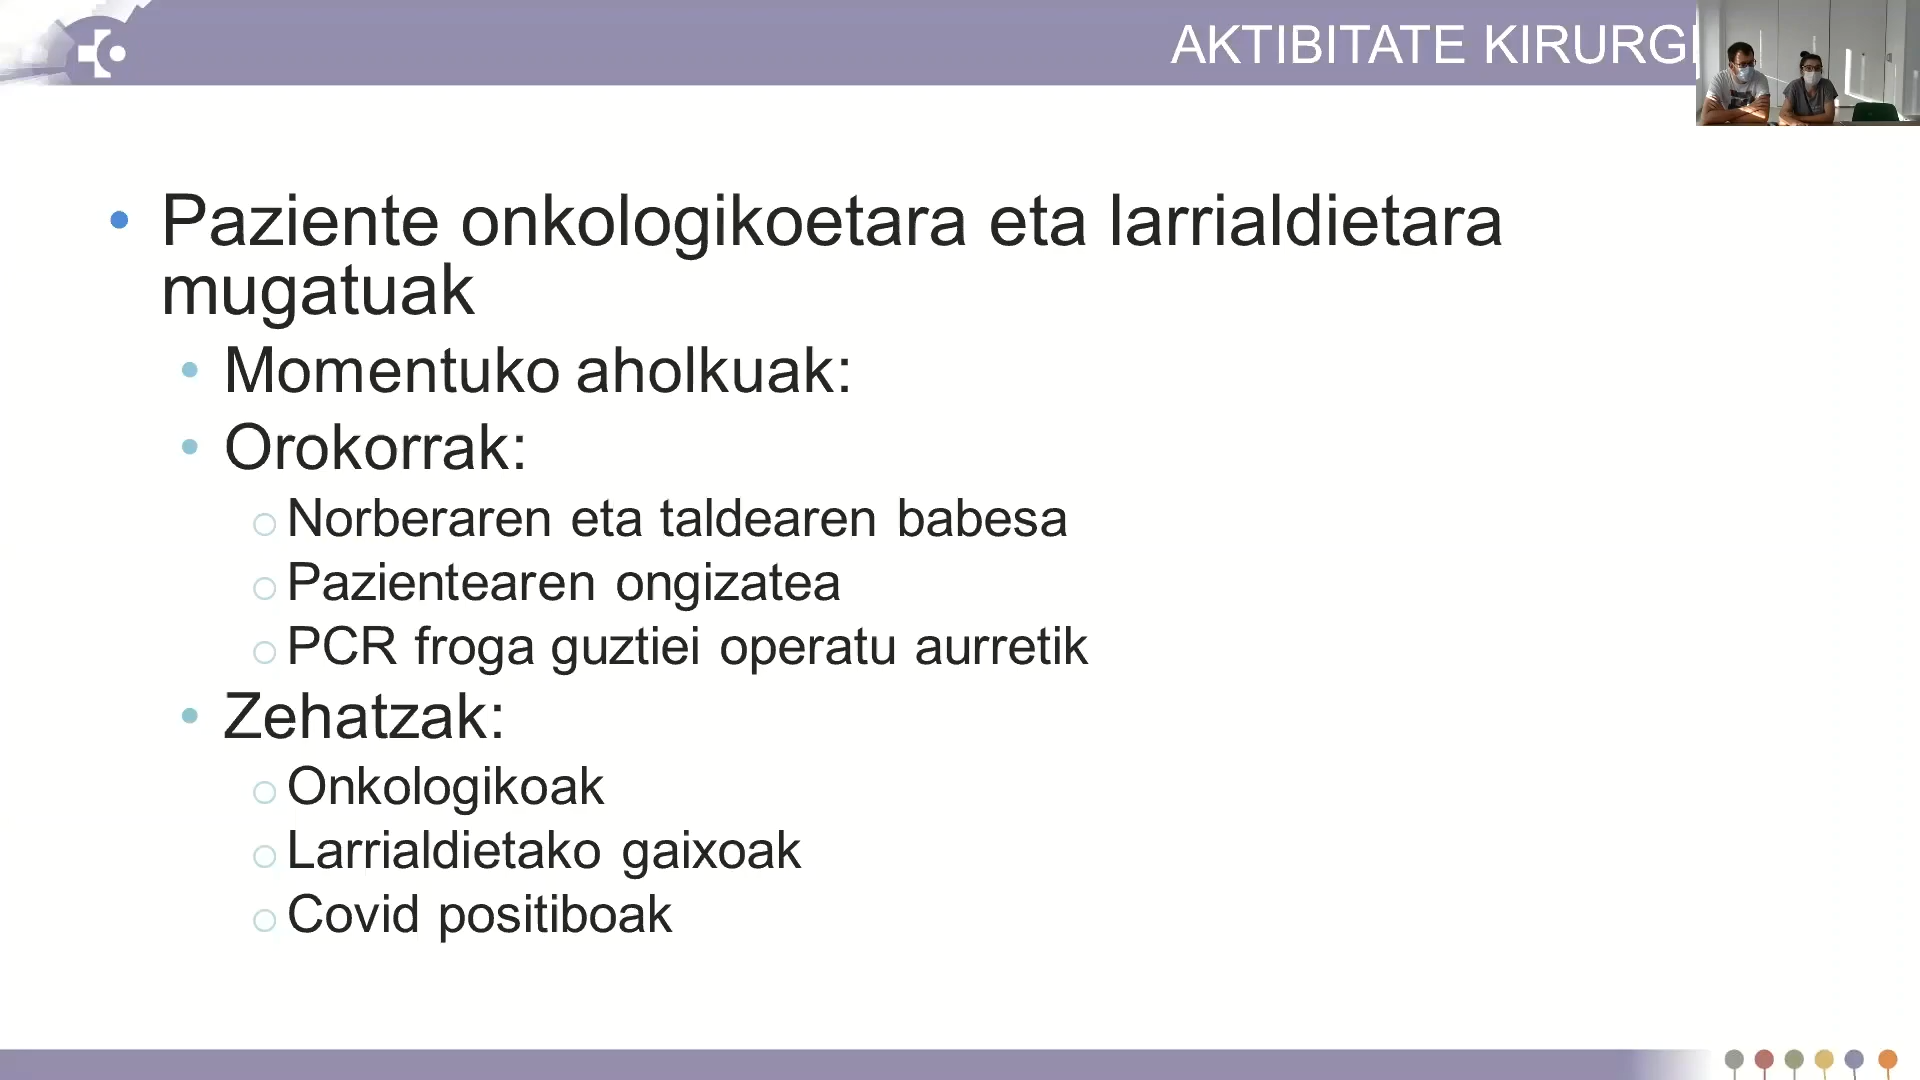 AKTIBITATE
Paziente onkologikoetara eta larrialdietara
mugatuak
Momentuko aholkuak:
Orokorrak:
Norberaren eta taldearen babesa
Pazientearen ongizatea
PCR froga guztiei operatu aurretik
Zehatzak:
Onkologikoak
Larrialdietako gaixoak
Covid positiboak